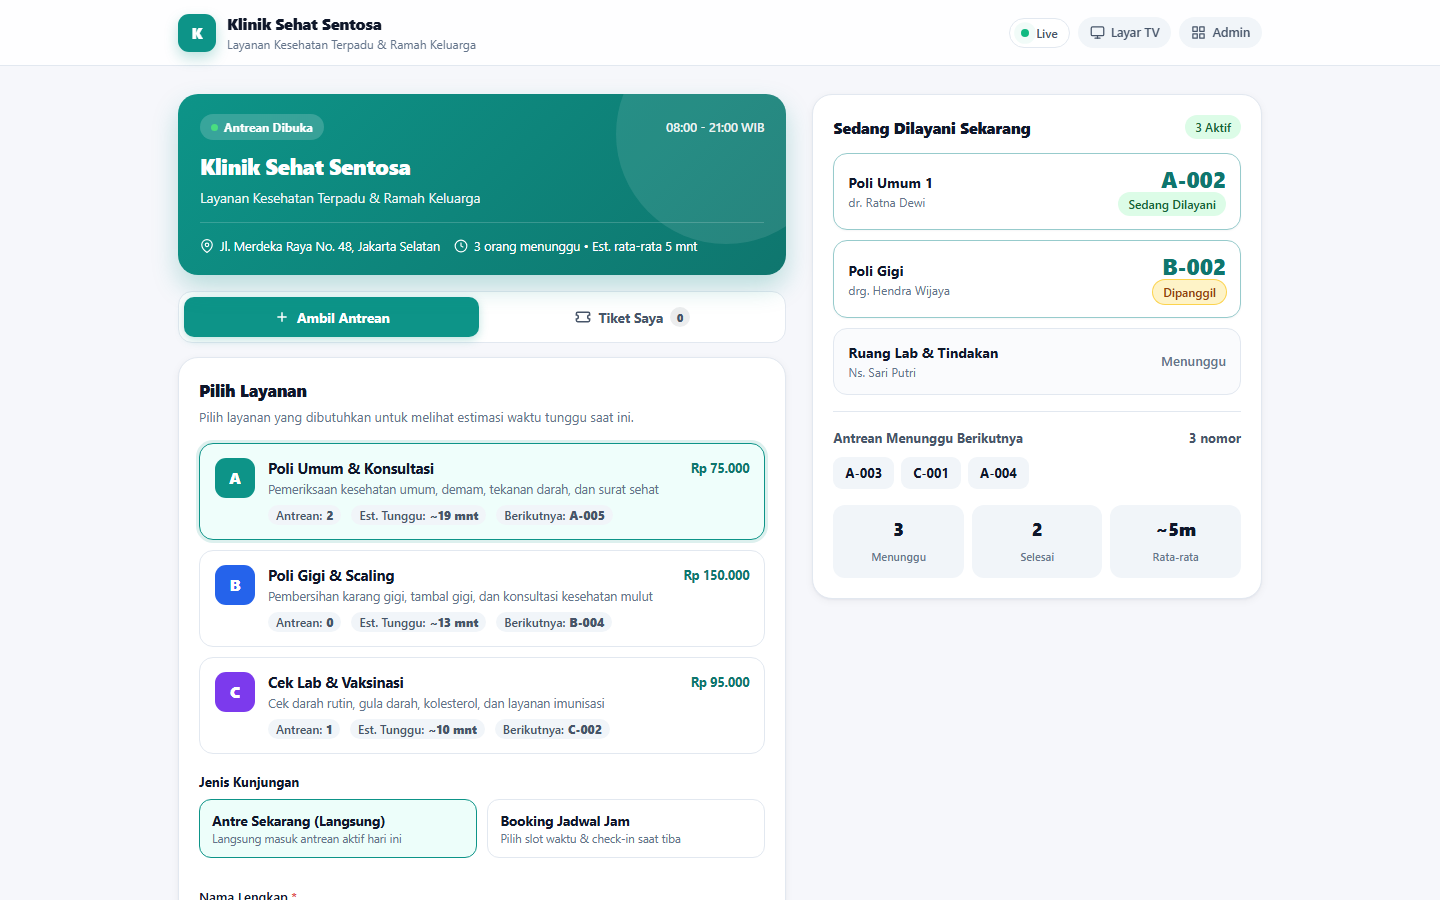 K
Klinik Sehat Sentosa
Layanan Kesehatan Terpadu & Ramah Keluarga
Live
Layar TV
Admin
Antrean Dibuka
08:00 - 21:00 WIB
Klinik Sehat Sentosa
Layanan Kesehatan Terpadu & Ramah Keluarga
Jl. Merdeka Raya No. 48, Jakarta Selatan
3 orang menunggu • Est. rata-rata 5 mnt
+ Ambil Antrean
Tiket Saya 0
Pilih Layanan
Pilih layanan yang dibutuhkan untuk melihat estimasi waktu tunggu saat ini.
A
Poli Umum & Konsultasi
Rp 75.000
Pemeriksaan kesehatan umum, demam, tekanan darah, dan surat sehat
Antrean: 2
Est. Tunggu: ~19 mnt
Berikutnya: A-005
B
Poli Gigi & Scaling
Rp 150.000
Pembersihan karang gigi, tambal gigi, dan konsultasi kesehatan mulut
Antrean: 0
Est. Tunggu: ~13 mnt
Berikutnya: B-004
C
Cek Lab & Vaksinasi
Rp 95.000
Cek darah rutin, gula darah, kolesterol, dan layanan imunisasi
Antrean: 1
Est. Tunggu: ~10 mnt
Berikutnya: C-002
Jenis Kunjungan
Antre Sekarang (Langsung)
Langsung masuk antrean aktif hari ini
Booking Jadwal Jam
Pilih slot waktu & check-in saat tiba
Nama Lengkap *
Sedang Dilayani Sekarang
3 Aktif
Poli Umum 1
dr. Ratna Dewi
A-002
Sedang Dilayani
Poli Gigi
drg. Hendra Wijaya
B-002
Dipanggil
Ruang Lab & Tindakan
Ns. Sari Putri
Menunggu
Antrean Menunggu Berikutnya
3 nomor
A-003
C-001
A-004
3
Menunggu
2
Selesai
~5m
Rata-rata